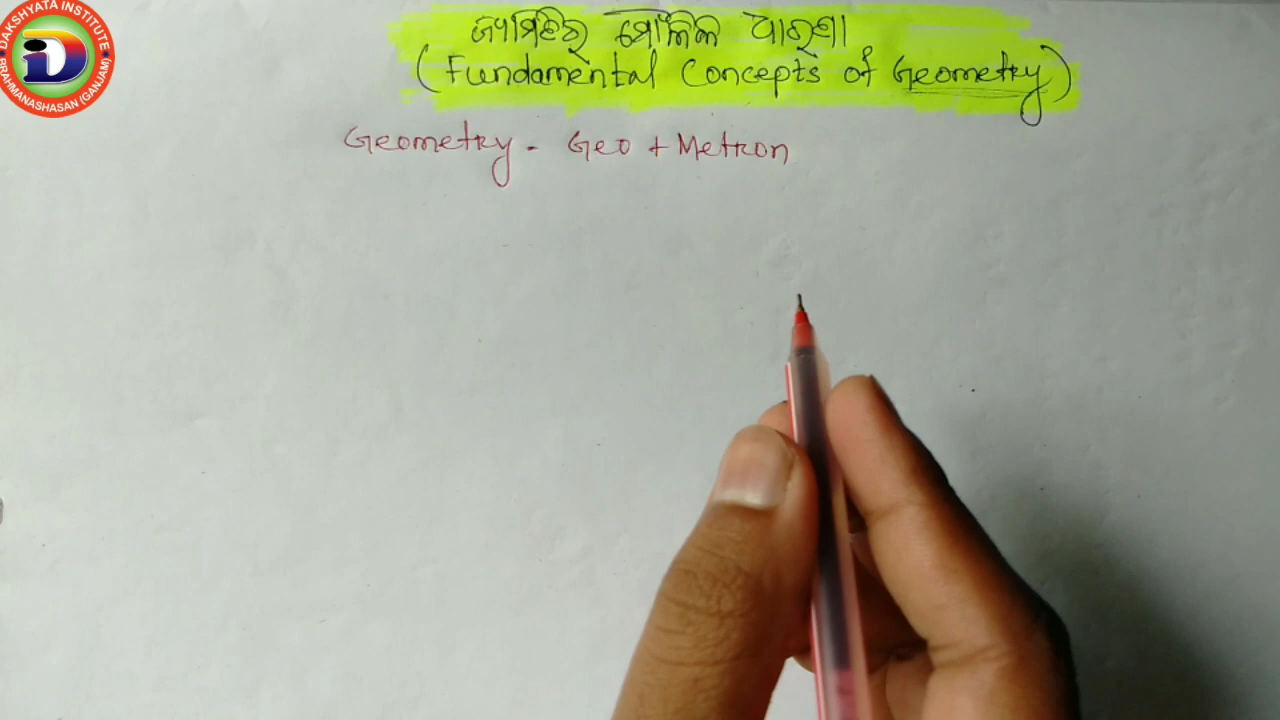 DAKSHYATA INSTITUTE
BRAHMANASHASAN (GANJAM)
ଜ୍ୟାମିତିର ମୌଳିକ ଧାରଣା
(Fundamental Concepts of Geometry)
Geometry - Geo + Metron